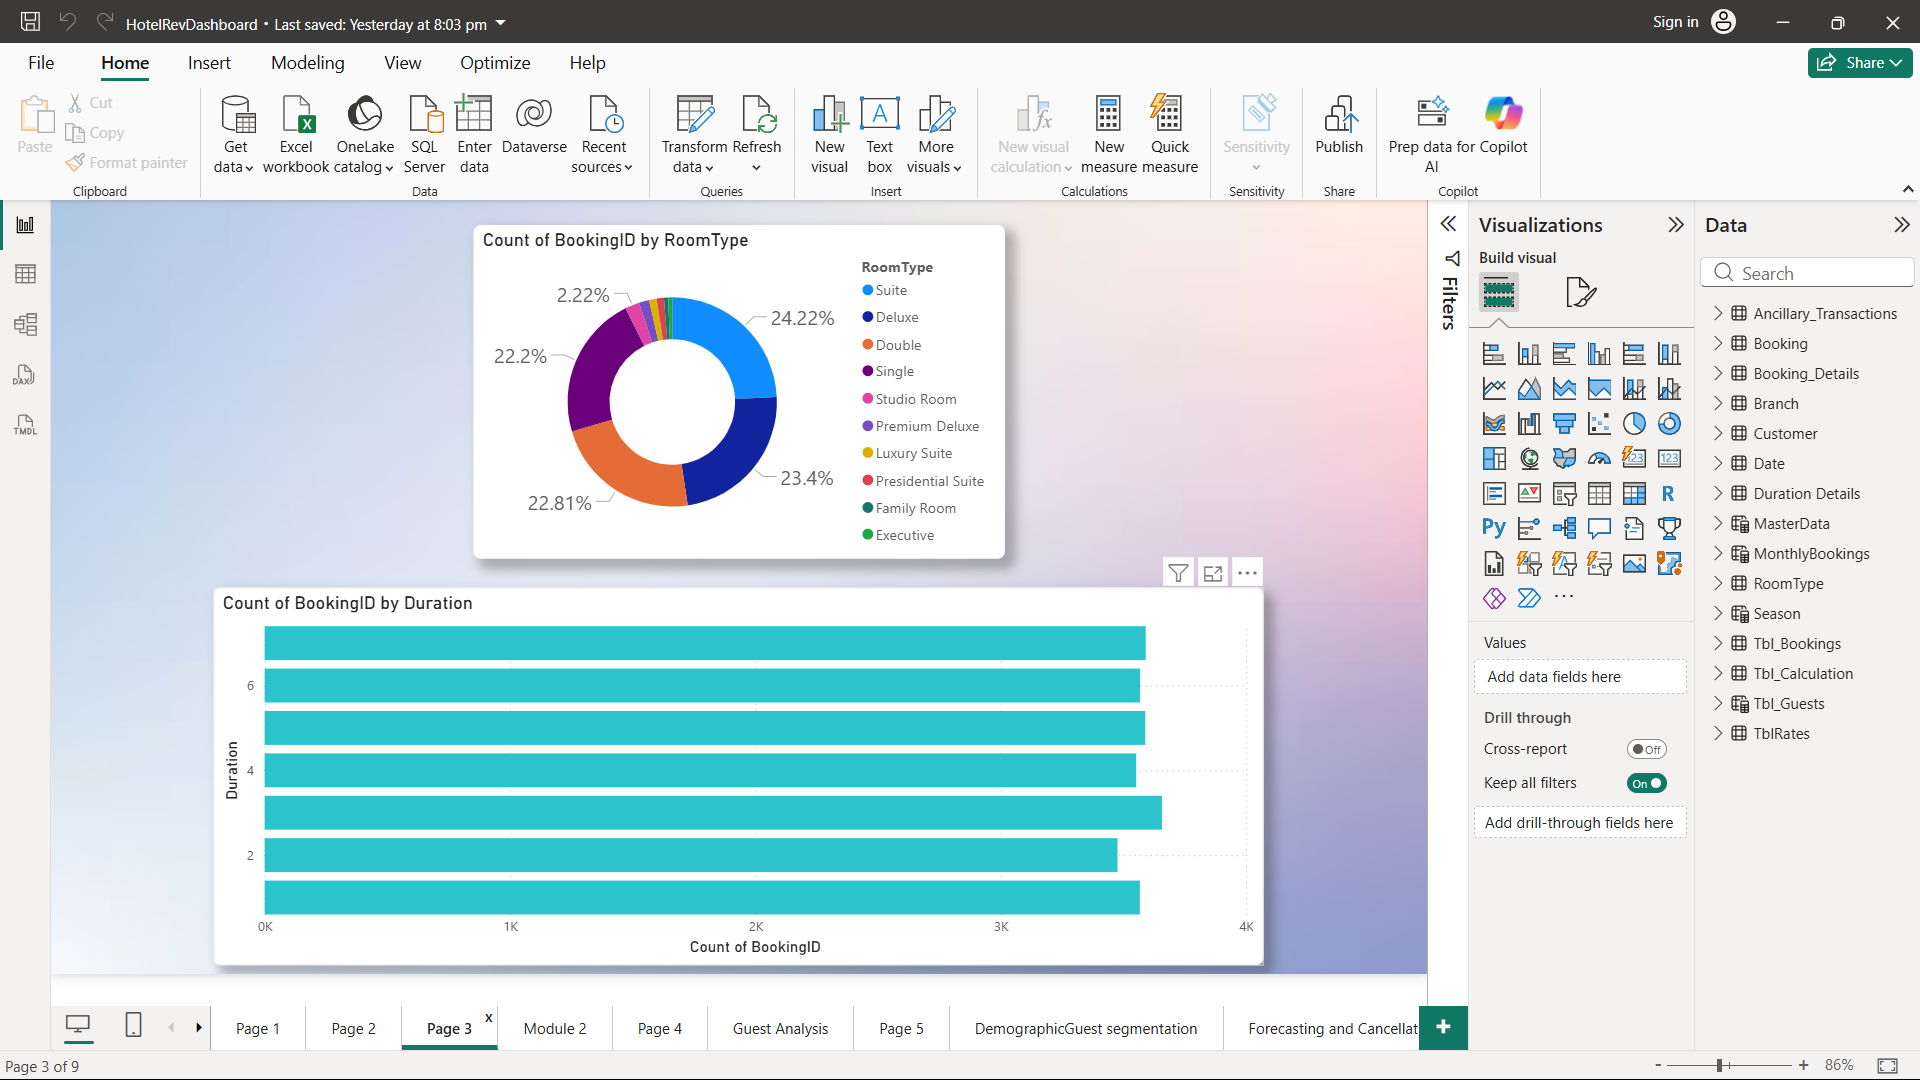 HotelRevDashboard • Last saved: Yesterday at 8:03 pm
Sign in
File
Home
Insert
Modeling
View
Optimize
Help
Share
Paste
Cut
Copy
Format painter
Clipboard
Get data
Excel workbook
OneLake catalog
SQL Server
Enter data
Dataverse
Recent sources
Data
Transform data
Refresh
Queries
New visual
Text box
More visuals
Insert
New visual calculation
New measure
Quick measure
Calculations
Sensitivity
Sensitivity
Publish
Share
Prep data for AI
Copilot
Copilot
DAX
TMDL
Count of BookingID by RoomType
2.22%
24.22%
22.2%
23.4%
22.81%
RoomType
Suite
Deluxe
Double
Single
Studio Room
Premium Deluxe
Luxury Suite
Presidential Suite
Family Room
Executive
Count of BookingID by Duration
Duration
6
4
2
0K
1K
2K
3K
4K
Count of BookingID
Filters
Visualizations
Build visual
123
123
R
Py
Values
Add data fields here
Drill through
Cross-report
Off
Keep all filters
On
Add drill-through fields here
Data
Search
Ancillary_Transactions
Booking
Booking_Details
Branch
Customer
Date
Duration Details
MasterData
MonthlyBookings
RoomType
Season
Tbl_Bookings
Tbl_Calculation
Tbl_Guests
TblRates
Page 1
Page 2
Page 3
x
Module 2
Page 4
Guest Analysis
Page 5
DemographicGuest segmentation
Forecasting and Cancellat
+
Page 3 of 9
-
+
86%